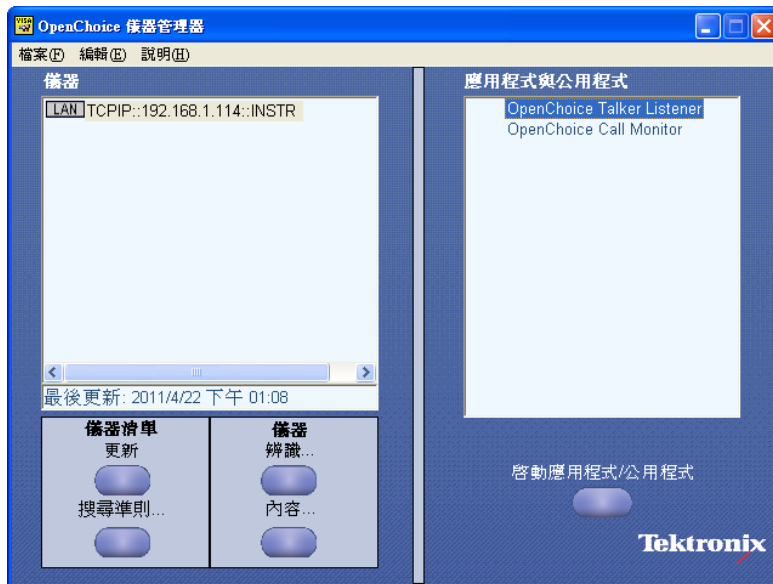 VISA
OpenChoice 儀器管理器
檔案(F) 編輯(E) 說明(H)
儀器
LAN TCPIP::192.168.1.114::INSTR
最後更新: 2011/4/22 下午 01:08
儀器清單
更新
搜尋準則...
儀器
辨識...
內容...
應用程式與公用程式
OpenChoice Talker Listener
OpenChoice Call Monitor
啓動應用程式/公用程式
Tektronix